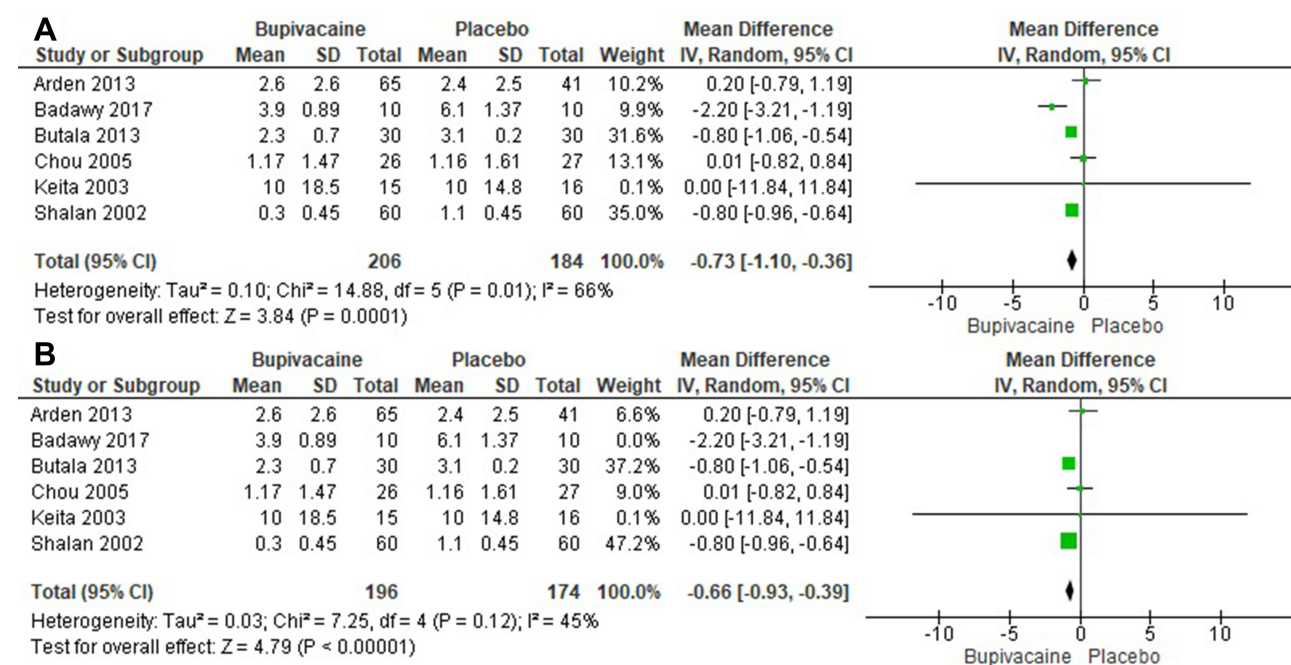 A
Bupivacaine Placebo Mean Difference Mean Difference
Study or Subgroup Mean SD Total Mean SD Total Weight IV, Random, 95% CI IV, Random, 95% CI
Arden 2013 2.6 2.6 65 2.4 2.5 41 10.2% 0.20 [-0.79, 1.19]
Badawy 2017 3.9 0.89 10 6.1 1.37 10 9.9% -2.20 [-3.21, -1.19]
Butala 2013 2.3 0.7 30 3.1 0.2 30 31.6% -0.80 [-1.06, -0.54]
Chou 2005 1.17 1.47 26 1.16 1.61 27 13.1% 0.01 [-0.82, 0.84]
Keita 2003 10 18.5 15 10 14.8 16 0.1% 0.00 [-11.84, 11.84]
Shalan 2002 0.3 0.45 60 1.1 0.45 60 35.0% -0.80 [-0.96, -0.64]
Total (95% CI) 206 184 100.0% -0.73 [-1.10, -0.36]
Heterogeneity: Tau² = 0.10; Chi² = 14.88, df = 5 (P = 0.01); I² = 66%
Test for overall effect: Z = 3.84 (P = 0.0001)
-10 -5 0 5 10
Bupivacaine Placebo
B
Bupivacaine Placebo Mean Difference Mean Difference
Study or Subgroup Mean SD Total Mean SD Total Weight IV, Random, 95% CI IV, Random, 95% CI
Arden 2013 2.6 2.6 65 2.4 2.5 41 6.6% 0.20 [-0.79, 1.19]
Badawy 2017 3.9 0.89 10 6.1 1.37 10 0.0% -2.20 [-3.21, -1.19]
Butala 2013 2.3 0.7 30 3.1 0.2 30 37.2% -0.80 [-1.06, -0.54]
Chou 2005 1.17 1.47 26 1.16 1.61 27 9.0% 0.01 [-0.82, 0.84]
Keita 2003 10 18.5 15 10 14.8 16 0.1% 0.00 [-11.84, 11.84]
Shalan 2002 0.3 0.45 60 1.1 0.45 60 47.2% -0.80 [-0.96, -0.64]
Total (95% CI) 196 174 100.0% -0.66 [-0.93, -0.39]
Heterogeneity: Tau² = 0.03; Chi² = 7.25, df = 4 (P = 0.12); I² = 45%
Test for overall effect: Z = 4.79 (P < 0.00001)
-10 -5 0 5 10
Bupivacaine Placebo